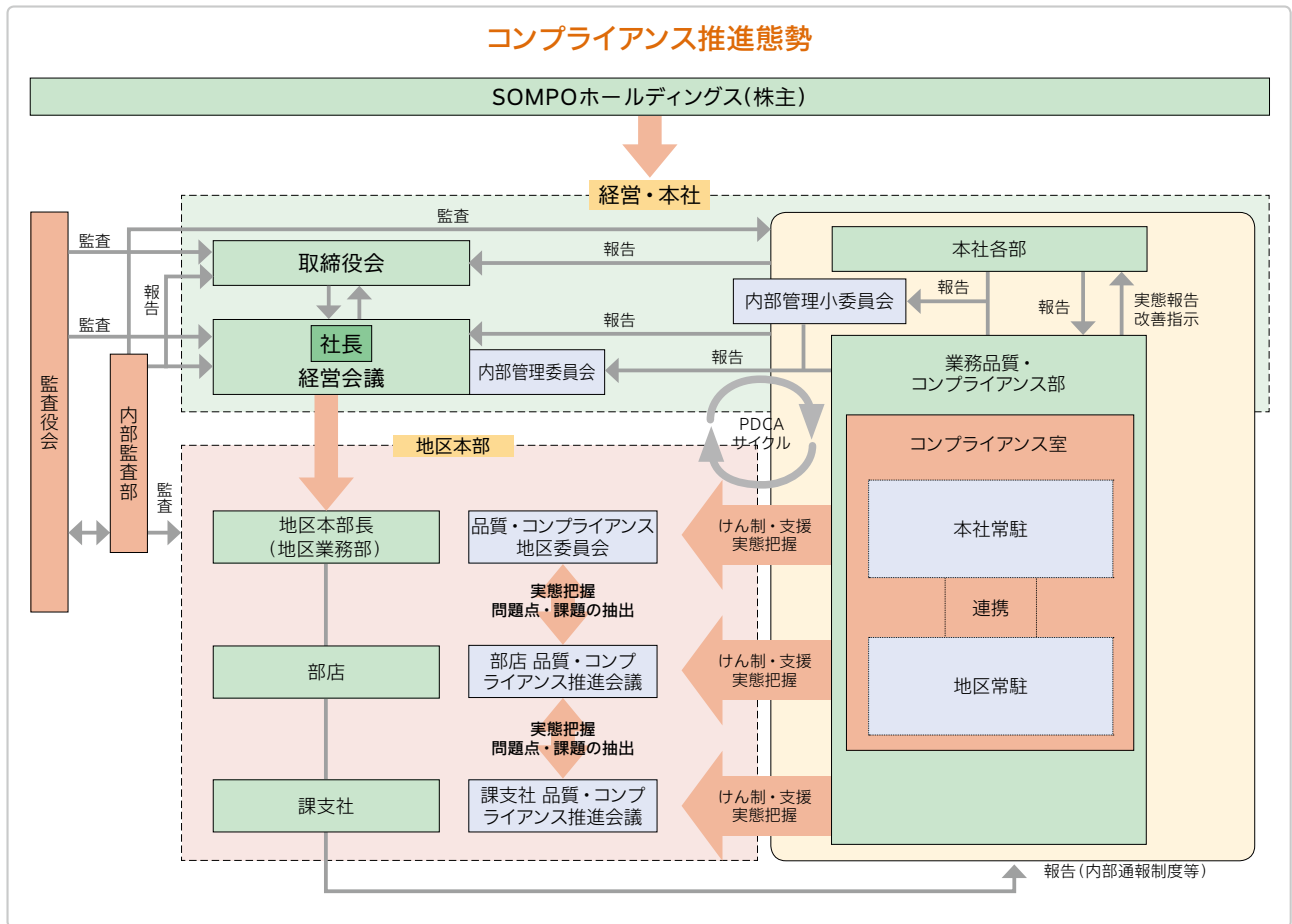 コンプライアンス推進態勢
SOMPOホールディングス(株主)
経営・本社
監査
監査
取締役会
報告
本社各部
報告
内部管理小委員会
報告
報告
実態報告
改善指示
監査
報告
社長
経営会議
内部管理委員会
報告
業務品質・
コンプライアンス部
監査役会
内部監査部
監査
PDCA
サイクル
コンプライアンス室
地区本部
地区本部長
(地区業務部)
品質・コンプライアンス
地区委員会
けん制・支援
実態把握
本社常駐
実態把握
問題点・課題の抽出
連携
部店
部店 品質・コンプ
ライアンス推進会議
けん制・支援
実態把握
地区常駐
実態把握
問題点・課題の抽出
課支社
課支社 品質・コンプ
ライアンス推進会議
けん制・支援
実態把握
報告(内部通報制度等)